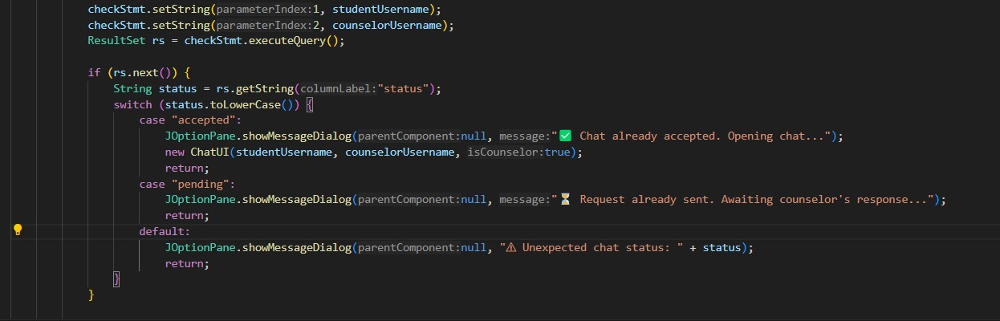 checkStmt.setString(parameterIndex:1, studentUsername);
checkStmt.setString(parameterIndex:2, counselorUsername);
ResultSet rs = checkStmt.executeQuery();
if (rs.next()) {
String status = rs.getString(columnLabel:"status");
switch (status.toLowerCase()) {
case "accepted":
JOptionPane.showMessageDialog(parentComponent:null, message:"✅ Chat already accepted. Opening chat...");
new ChatUI(studentUsername, counselorUsername, isCounselor:true);
return;
case "pending":
JOptionPane.showMessageDialog(parentComponent:null, message:"⏳ Request already sent. Awaiting counselor's response...");
return;
default:
JOptionPane.showMessageDialog(parentComponent:null, "⚠ Unexpected chat status: " + status);
return;
}
}